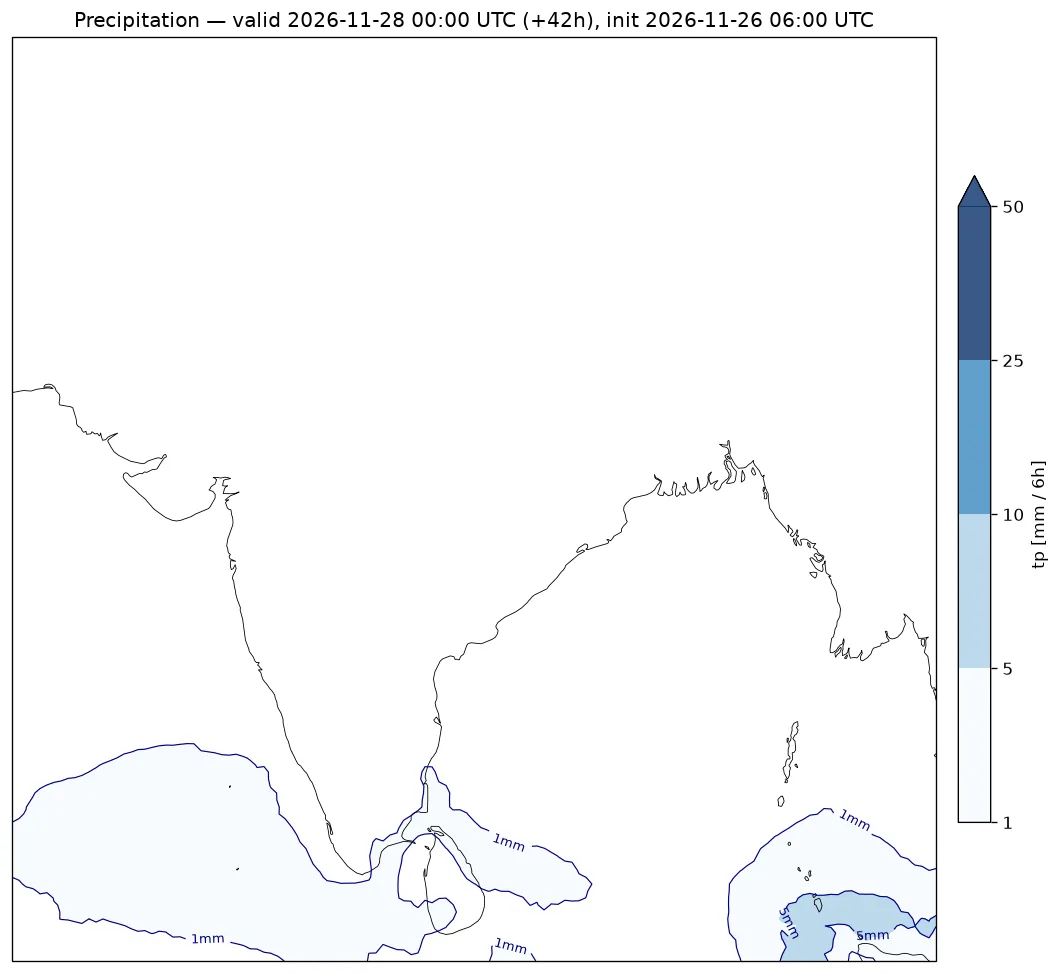 Precipitation — valid 2026-11-28 00:00 UTC (+42h), init 2026-11-26 06:00 UTC
50
25
10
5
1
tp [mm / 6h]
1mm
1mm
5mm
5mm
1mm
1mm